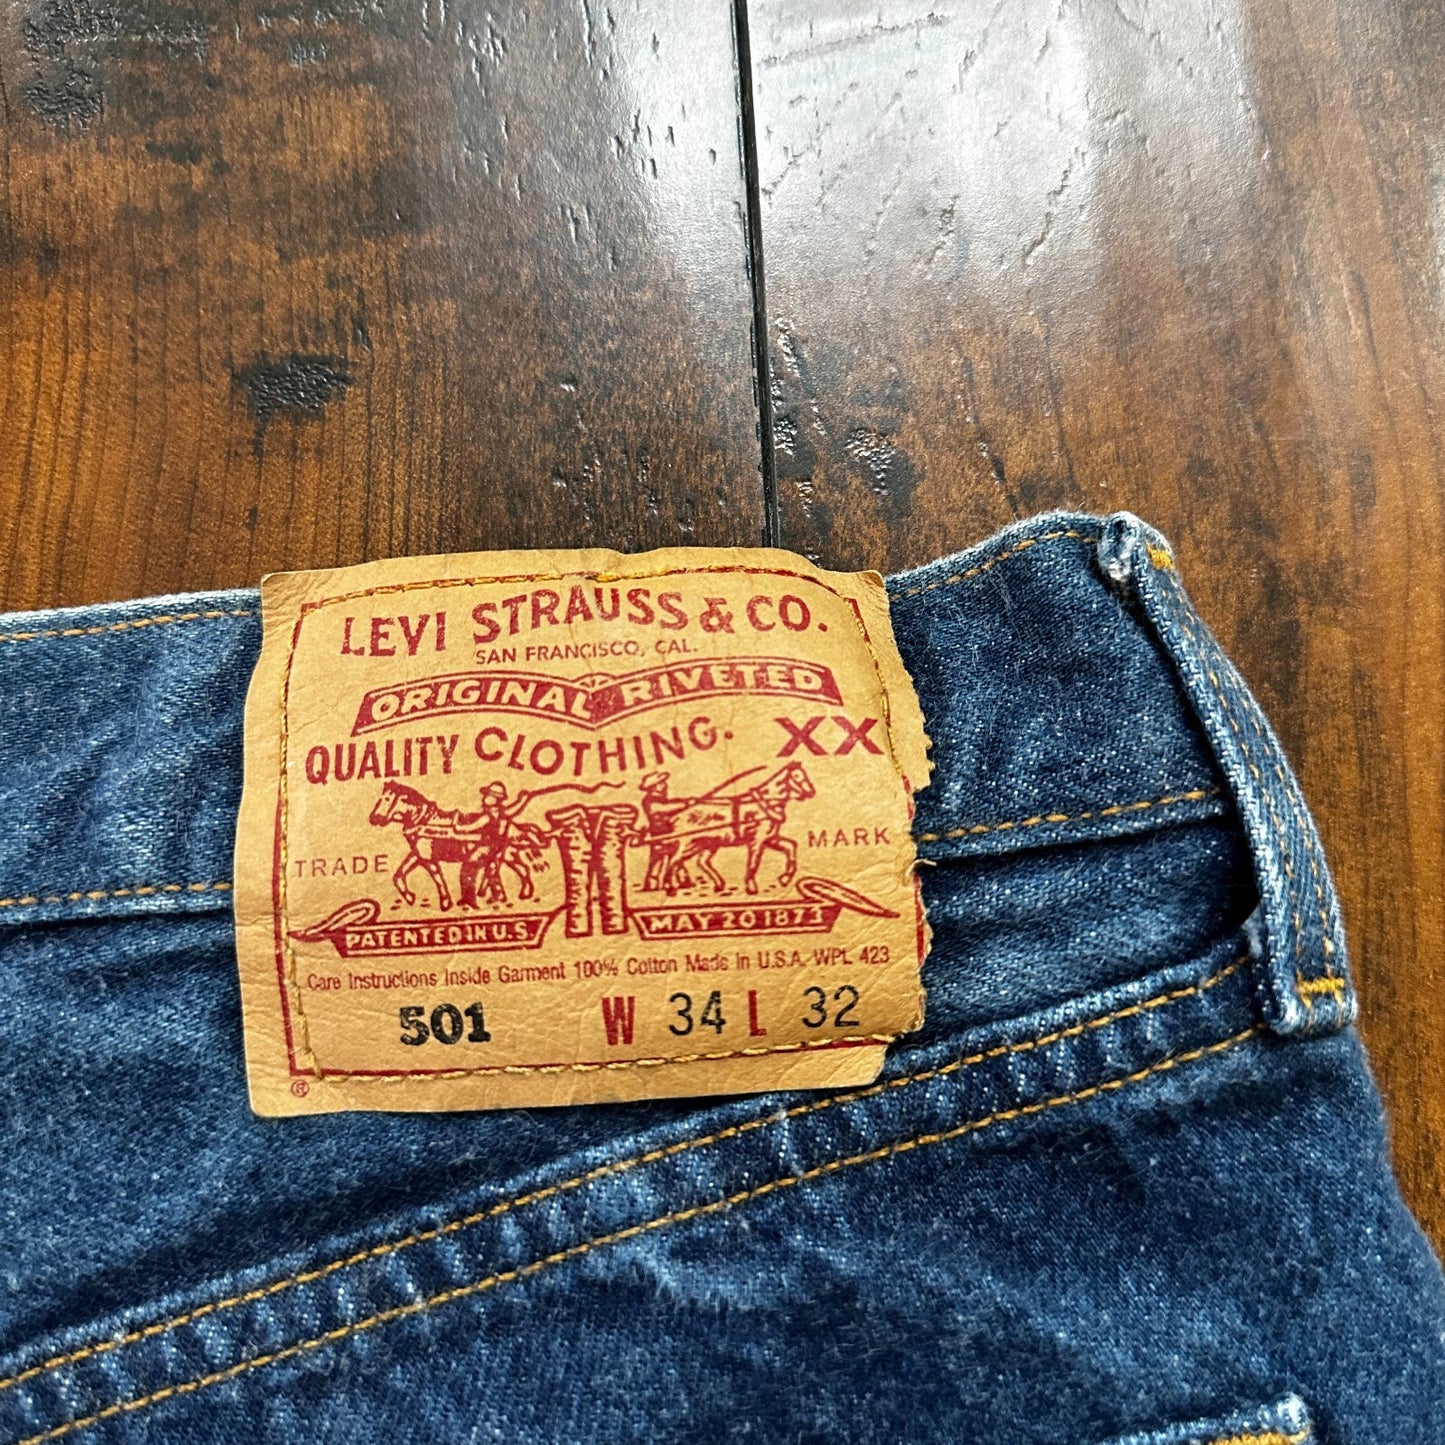 LEVI STRAUSS & CO.
SAN FRANCISCO, CAL.
ORIGINAL RIVETED
QUALITY CLOTHING. XX
TRADE MARK
PATENTED IN U.S. MAY 20 1873
Care Instructions Inside Garment 100% Cotton Made in U.S.A. WPL 423
501 W 34 L 32
®